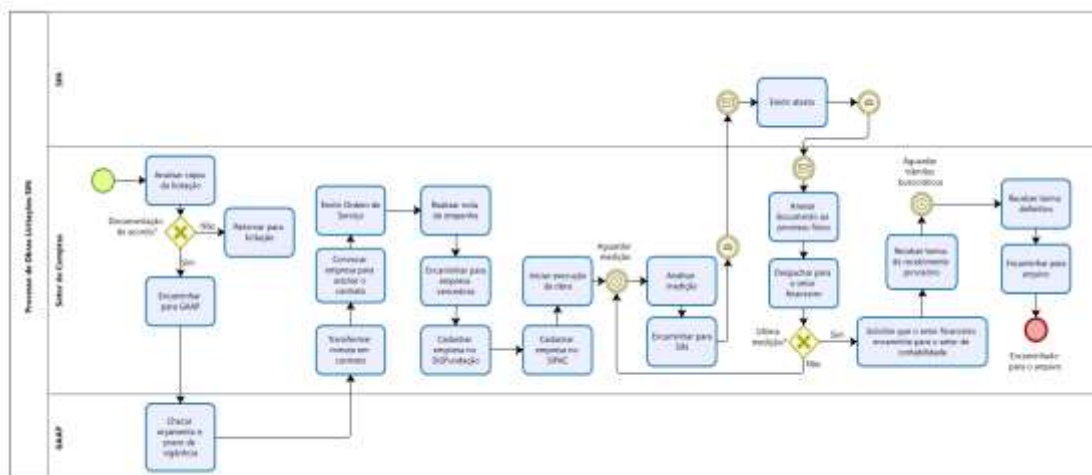 Processo de Obras Licitações SIN
SIN
Setor de Compras
GAAP
Analisar cópia
da licitação
Documentação
de acordo?
Não
Retornar para
licitação
Sim
Encaminhar
para GAAP
Checar
orçamento e
prazo de
vigência
Transformar
minuta em
contrato
Convocar
empresa para
assinar o
contrato
Emitir Ordem de
Serviço
Realizar nota
de empenho
Encaminhar para
empresa
vencedora
Cadastrar
empresa no
Cadastrar
empresa no
SIPAC
Iniciar execução
da obra
Aguardar
medição
Analisar
medição
Encaminhar para
SIN
Emitir ateste
Anexar
documento ao
processo físico
Despachar para
o setor
financeiro
Última
medição?
Sim
Não
Solicitar que o setor financeiro
encaminhe para o setor de
contabilidade
Receber termo
de recebimento
provisório
Aguardar
trâmites
burocráticos
Receber termo
definitivo
Encaminhar para
arquivo
Encaminhado
para o arquivo